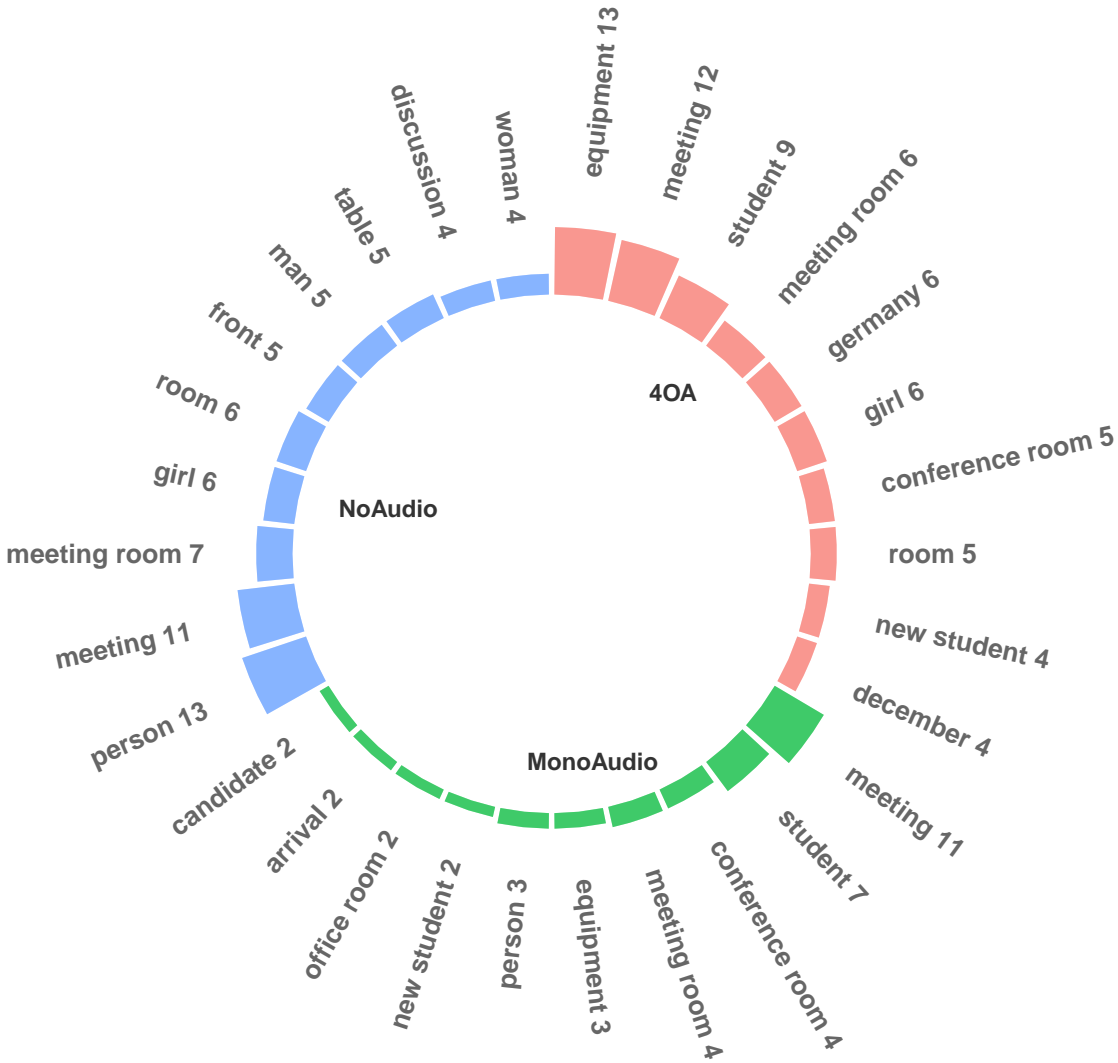 equipment 13
meeting 12
student 9
meeting room 6
germany 6
girl 6
conference room 5
room 5
new student 4
december 4
meeting 11
student 7
conference room 4
meeting room 4
equipment 3
person 3
new student 2
office room 2
arrival 2
candidate 2
person 13
meeting 11
meeting room 7
girl 6
room 6
front 5
man 5
table 5
discussion 4
woman 4
4OA
NoAudio
MonoAudio